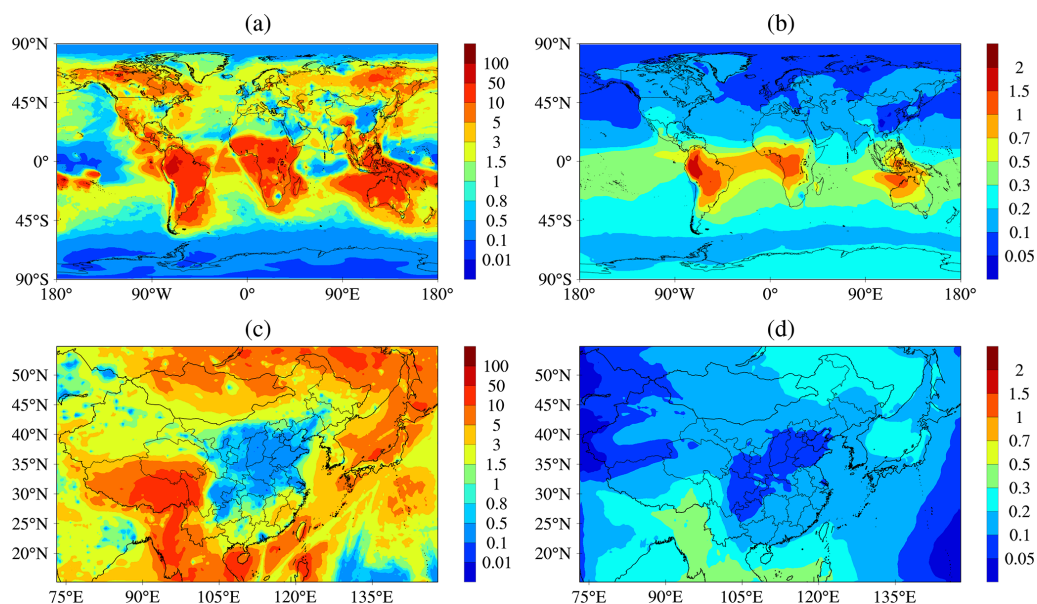 (a)
90°N
45°N
0°
45°S
90°S
180°
90°W
0°
90°E
180°
100
50
10
5
3
1.5
1
0.8
0.5
0.1
0.01
(b)
90°N
45°N
0°
45°S
90°S
180°
90°W
0°
90°E
180°
2
1.5
1
0.7
0.5
0.3
0.2
0.1
0.05
(c)
50°N
45°N
40°N
35°N
30°N
25°N
20°N
75°E
90°E
105°E
120°E
135°E
100
50
10
5
3
1.5
1
0.8
0.5
0.1
0.01
(d)
50°N
45°N
40°N
35°N
30°N
25°N
20°N
75°E
90°E
105°E
120°E
135°E
2
1.5
1
0.7
0.5
0.3
0.2
0.1
0.05